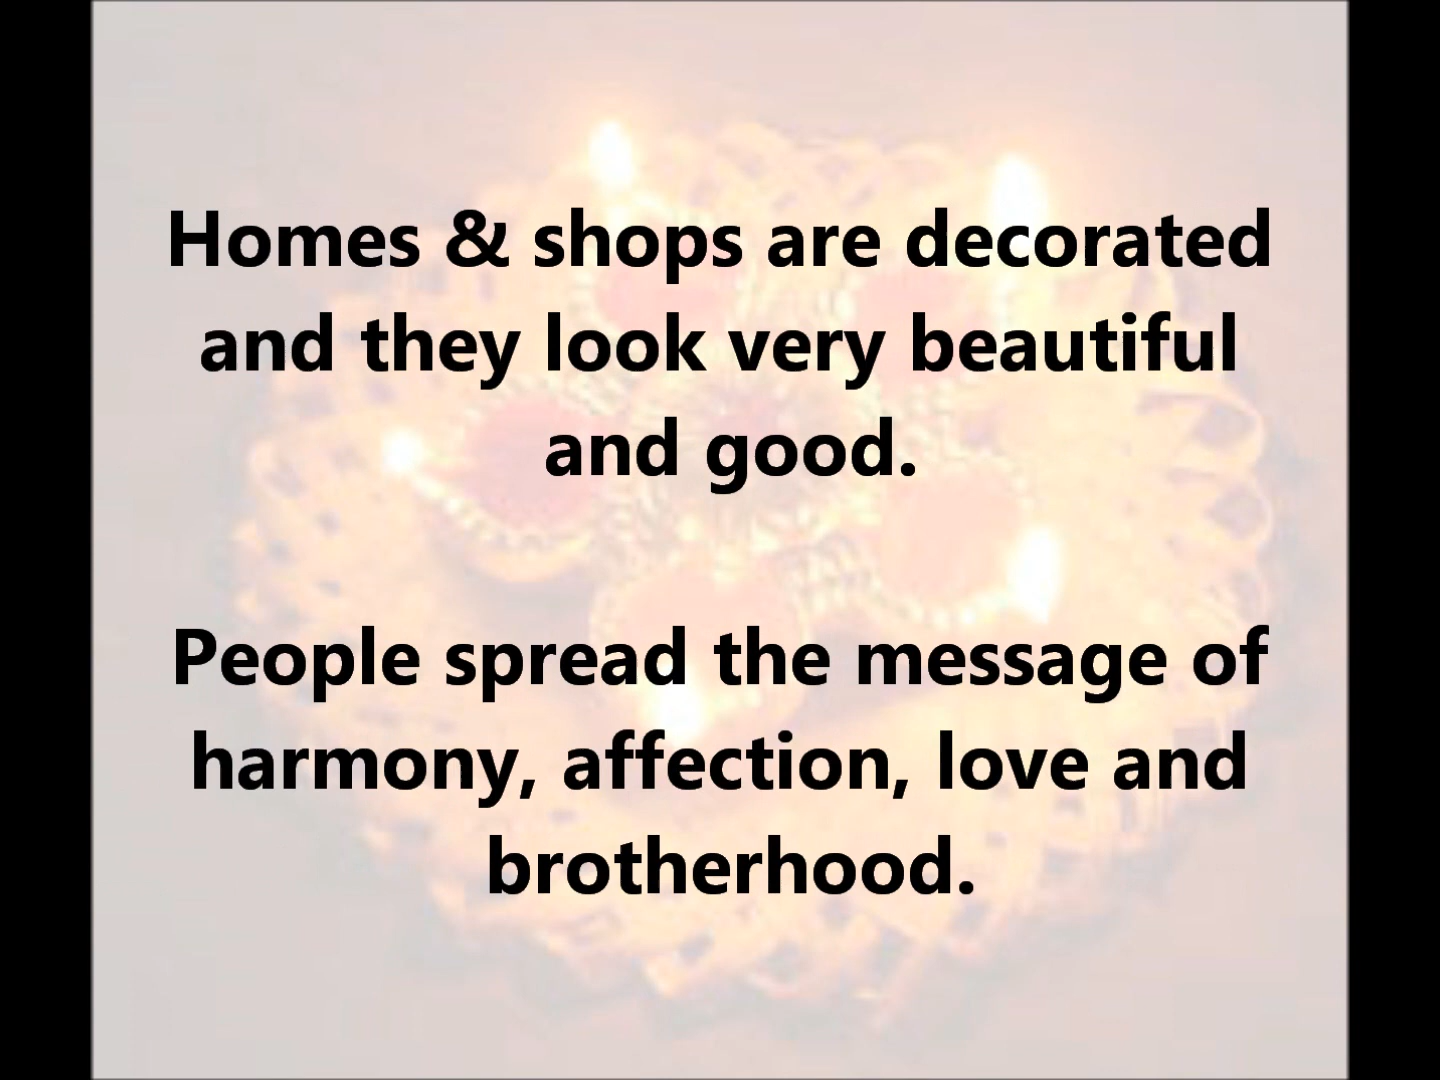 Homes & shops are decorated
and they look very beautiful
and good.
People spread the message of
harmony, affection, love and
brotherhood.